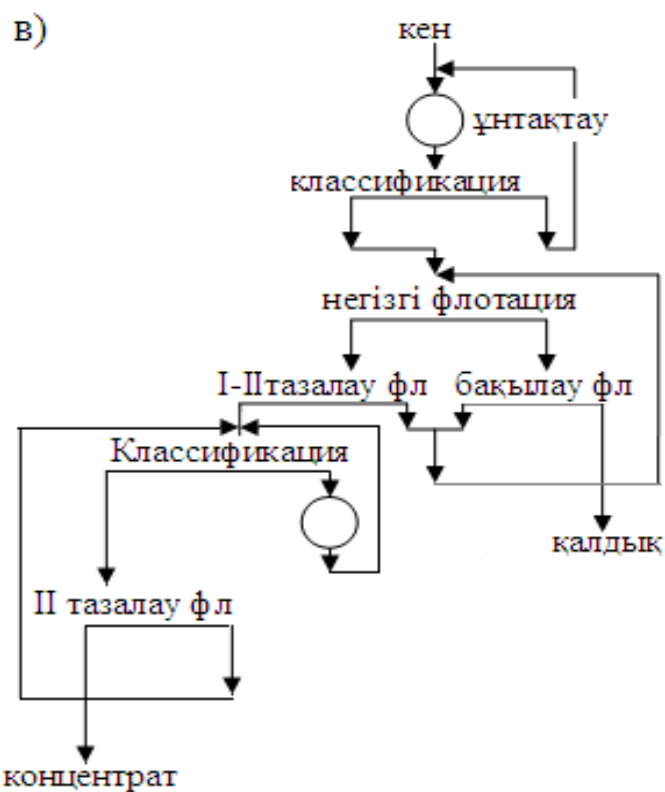 в)
кен
ұнтақтау
классификация
негізгі флотация
I-IIтазалау фл бақылау фл
Классификация
қалдық
II тазалау фл
концентрат